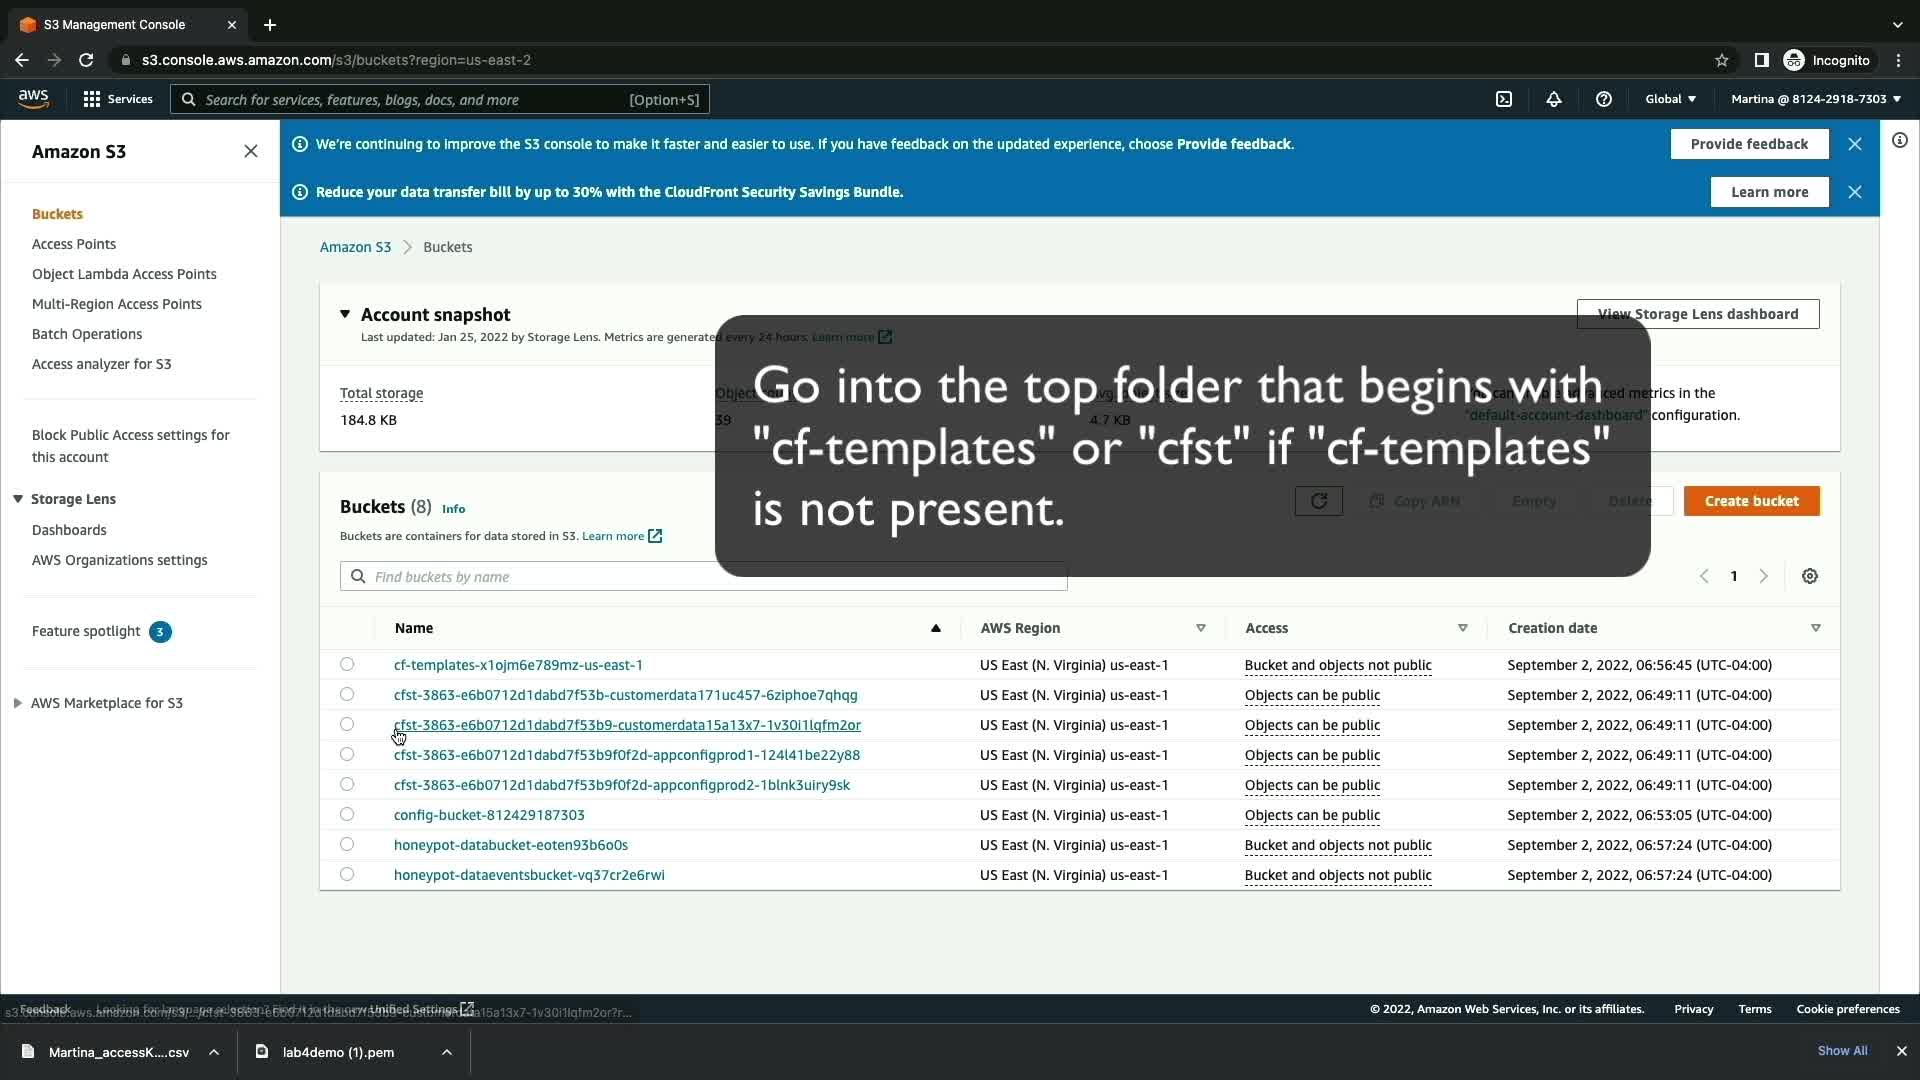 S3 Management Console
s3.console.aws.amazon.com/s3/buckets?region=us-east-2
Incognito
aws
Services
Search for services, features, blogs, docs, and more
[Option+S]
Global
Martina @ 8124-2918-7303
Amazon S3
Buckets
Access Points
Object Lambda Access Points
Multi-Region Access Points
Batch Operations
Access analyzer for S3
Block Public Access settings for
this account
Storage Lens
Dashboards
AWS Organizations settings
Feature spotlight 3
AWS Marketplace for S3
We're continuing to improve the S3 console to make it faster and easier to use. If you have feedback on the updated experience, choose Provide feedback.
Provide feedback
Reduce your data transfer bill by up to 30% with the CloudFront Security Savings Bundle.
Learn more
Amazon S3 > Buckets
Account snapshot
Last updated: Jan 25, 2022 by Storage Lens. Metrics are generated every 24 hours. Learn more
View Storage Lens dashboard
Total storage
184.8 KB
39
4.7 KB
metrics in the
"default-account-dashboard" configuration.
Go into the top folder that begins with
"cf-templates" or "cfst" if "cf-templates"
is not present.
Buckets (8) Info
Buckets are containers for data stored in S3. Learn more
Copy ARN
Empty
Delete
Create bucket
Find buckets by name
1
Name AWS Region Access Creation date
cf-templates-x1ojm6e789mz-us-east-1 US East (N. Virginia) us-east-1 Bucket and objects not public September 2, 2022, 06:56:45 (UTC-04:00)
cfst-3863-e6b0712d1dabd7f53b-customerdata171uc457-6ziphoe7qhqg US East (N. Virginia) us-east-1 Objects can be public September 2, 2022, 06:49:11 (UTC-04:00)
cfst-3863-e6b0712d1dabd7f53b9-customerdata15a13x7-1v30i1lqfm2or US East (N. Virginia) us-east-1 Objects can be public September 2, 2022, 06:49:11 (UTC-04:00)
cfst-3863-e6b0712d1dabd7f53b9f0f2d-appconfigprod1-124l41be22y88 US East (N. Virginia) us-east-1 Objects can be public September 2, 2022, 06:49:11 (UTC-04:00)
cfst-3863-e6b0712d1dabd7f53b9f0f2d-appconfigprod2-1blnk3uiry9sk US East (N. Virginia) us-east-1 Objects can be public September 2, 2022, 06:49:11 (UTC-04:00)
config-bucket-812429187303 US East (N. Virginia) us-east-1 Objects can be public September 2, 2022, 06:53:05 (UTC-04:00)
honeypot-databucket-eoten93b6o0s US East (N. Virginia) us-east-1 Bucket and objects not public September 2, 2022, 06:57:24 (UTC-04:00)
honeypot-dataeventsbucket-vq37cr2e6rwi US East (N. Virginia) us-east-1 Bucket and objects not public September 2, 2022, 06:57:24 (UTC-04:00)
Feedback Looking for language selection? Find it in the new Unified Settings
© 2022, Amazon Web Services, Inc. or its affiliates. Privacy Terms Cookie preferences
Martina_accessK....csv
lab4demo (1).pem
Show All